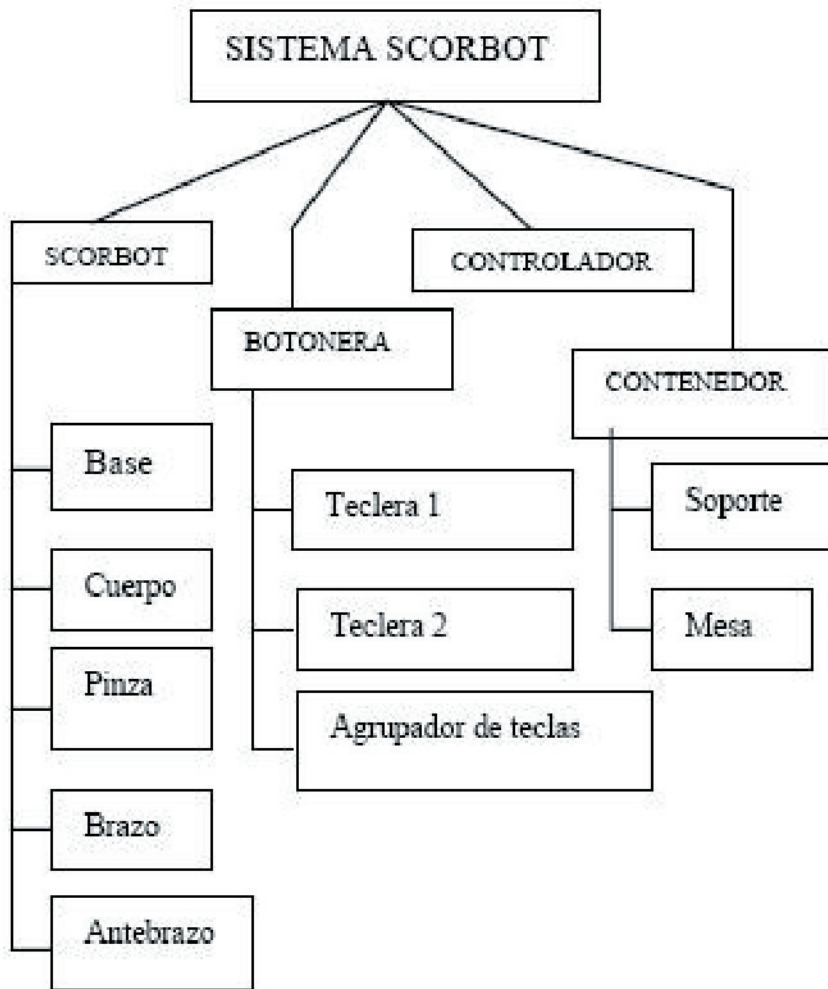 SISTEMA SCORBOT
SCORBOT
CONTROLADOR
BOTONERA
CONTENEDOR
Base
Cuerpo
Pinza
Brazo
Antebrazo
Teclera 1
Teclera 2
Agrupador de teclas
Soporte
Mesa